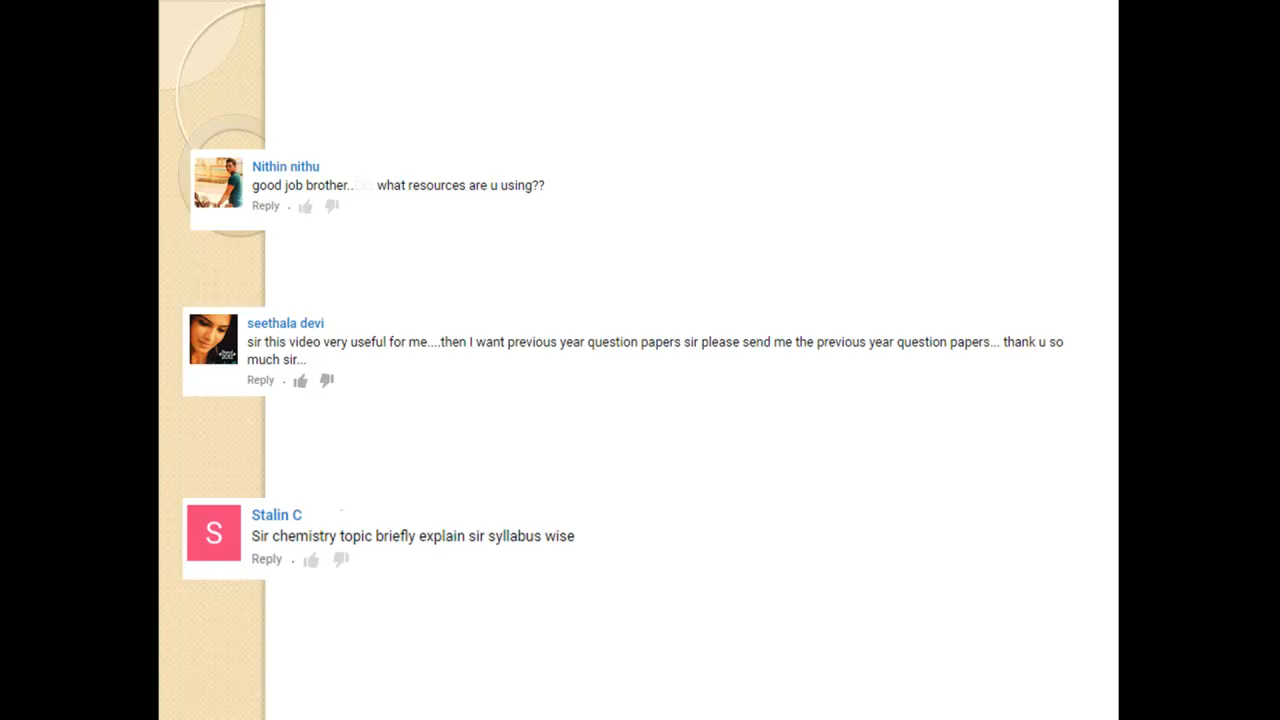 Nithin nithu
good job brother.. what resources are u using??
Reply .
seethala devi
sir this video very useful for me....then I want previous year question papers sir please send me the previous year question papers... thank u so
much sir...
Reply .
S
Stalin C
Sir chemistry topic briefly explain sir syllabus wise
Reply .